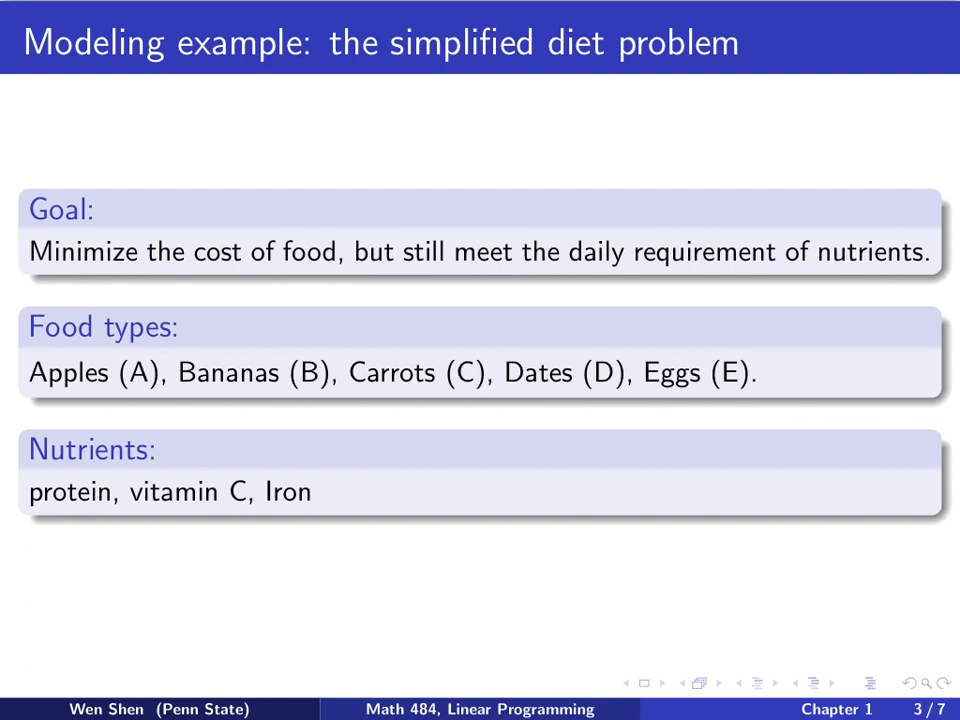 Modeling example: the simplified diet problem
Goal:
Minimize the cost of food, but still meet the daily requirement of nutrients.
Food types:
Apples (A), Bananas (B), Carrots (C), Dates (D), Eggs (E).
Nutrients:
protein, vitamin C, Iron
Wen Shen (Penn State) Math 484, Linear Programming Chapter 1 3 / 7